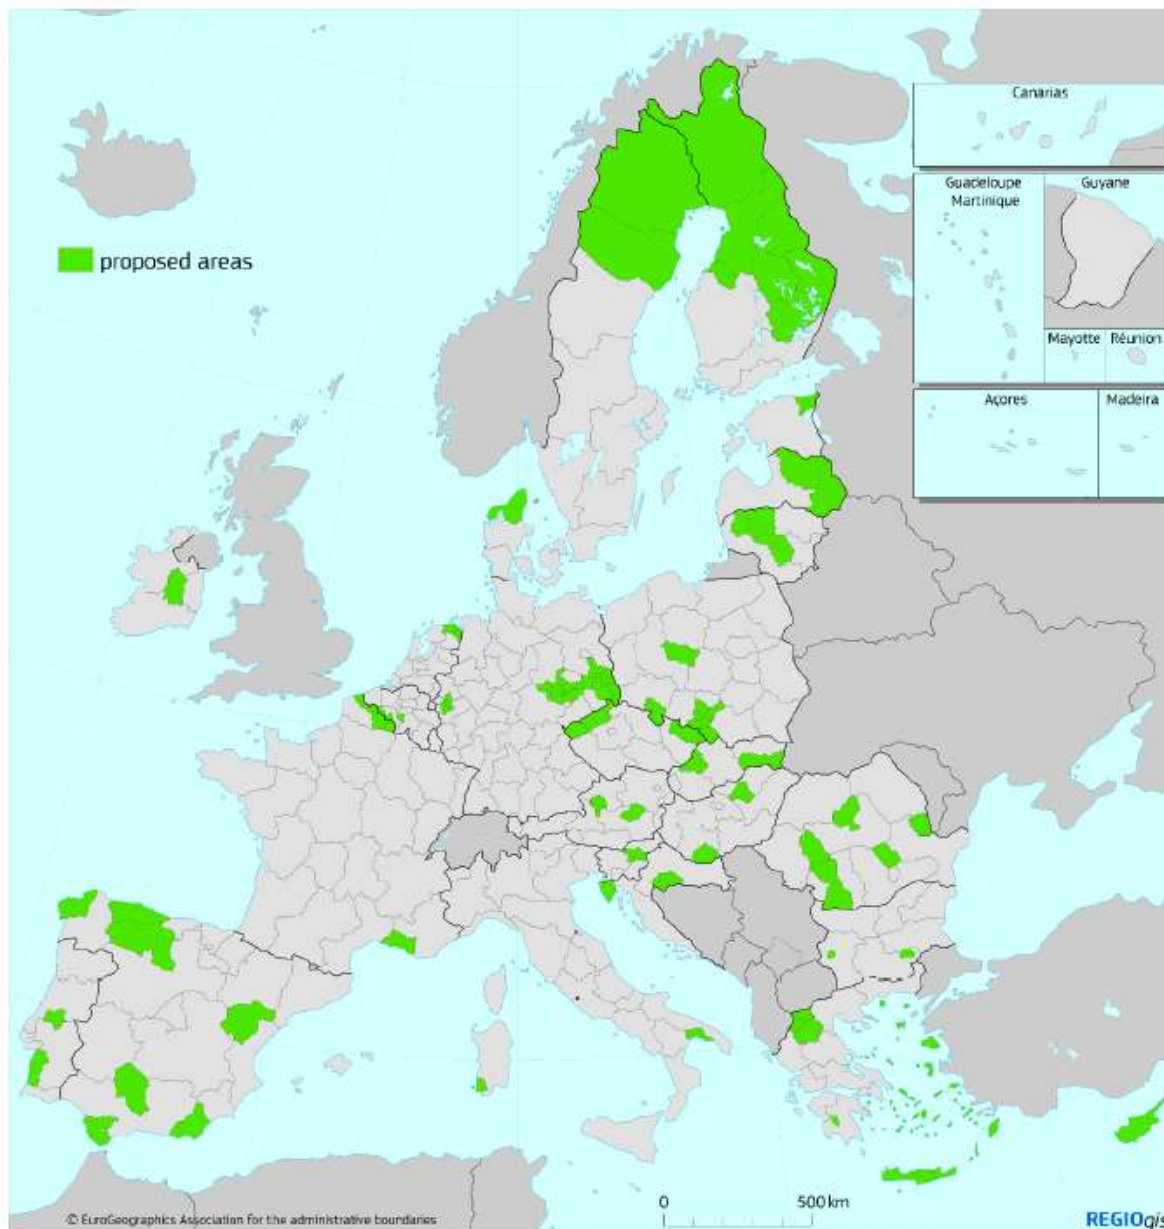 Canarias
Guadeloupe
Martinique
Guyane
proposed areas
Mayotte
Réunion
Açores
Madeira
0
500 km
© EuroGeographics Association for the administrative boundaries
REGIOgis